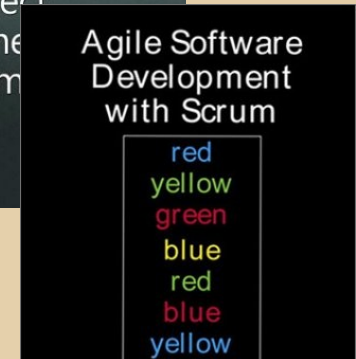 Agile Software
Development
with Scrum
red
yellow
green
blue
red
blue
yellow